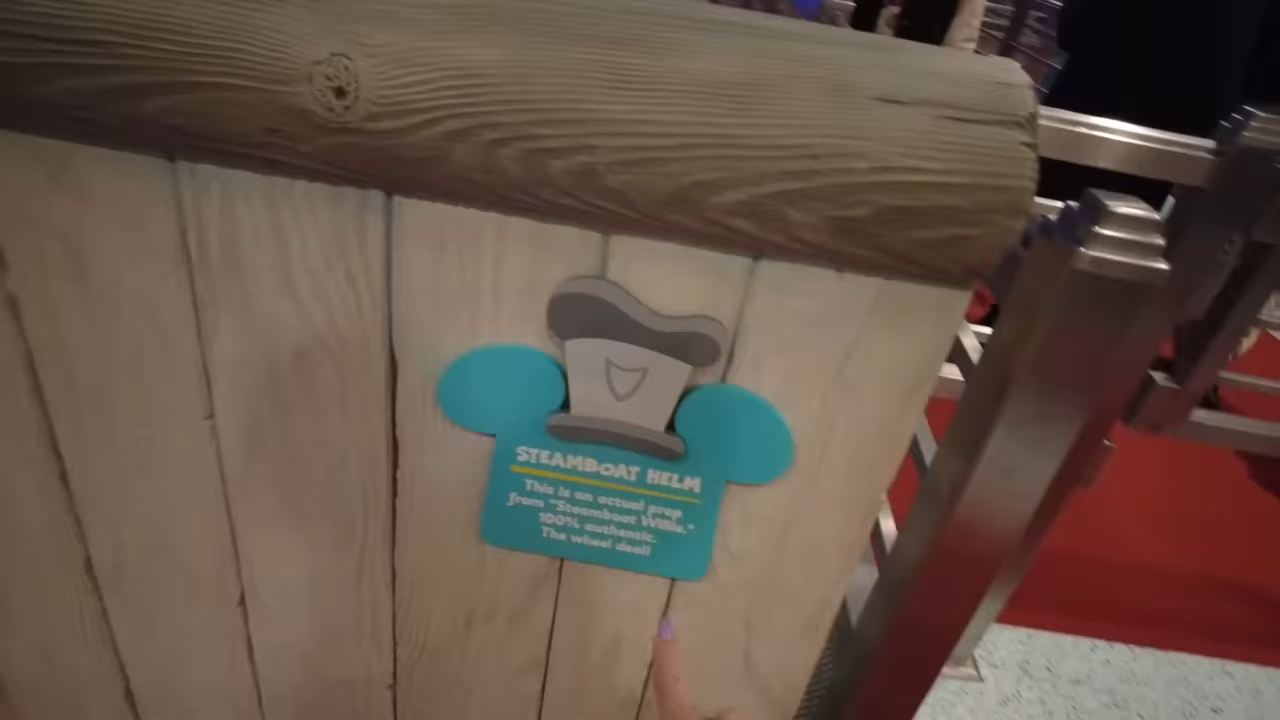 STEAMBOAT HELM
This is an actual prop
from "Steamboat Willie."
100% authentic.
The wheel deal!